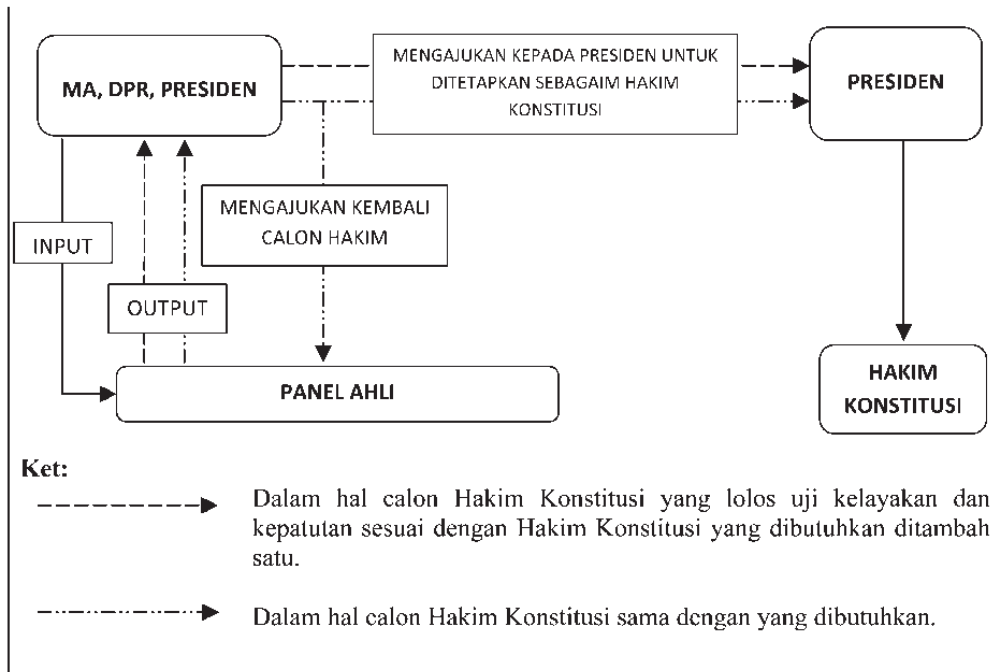 MENGAJUKAN KEPADA PRESIDEN UNTUK
DITETAPKAN SEBAGAIM HAKIM
KONSTITUSI
MA, DPR, PRESIDEN
PRESIDEN
MENGAJUKAN KEMBALI
CALON HAKIM
INPUT
OUTPUT
PANEL AHLI
HAKIM
KONSTITUSI
Ket:
Dalam hal calon Hakim Konstitusi yang lolos uji kelayakan dan
kepatutan sesuai dengan Hakim Konstitusi yang dibutuhkan ditambah
satu.
Dalam hal calon Hakim Konstitusi sama dengan yang dibutuhkan.